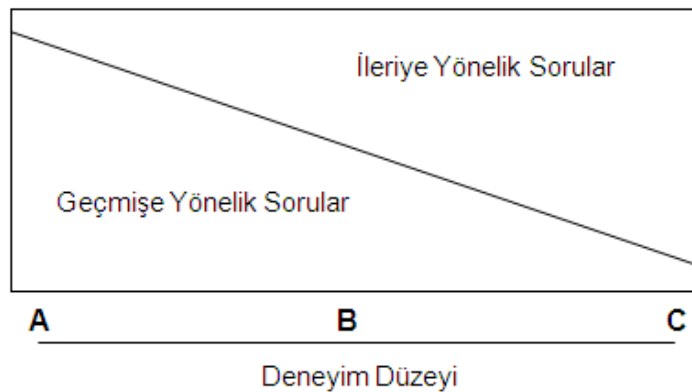 İleriye Yönelik Sorular
Geçmişe Yönelik Sorular
A B C
Deneyim Düzeyi